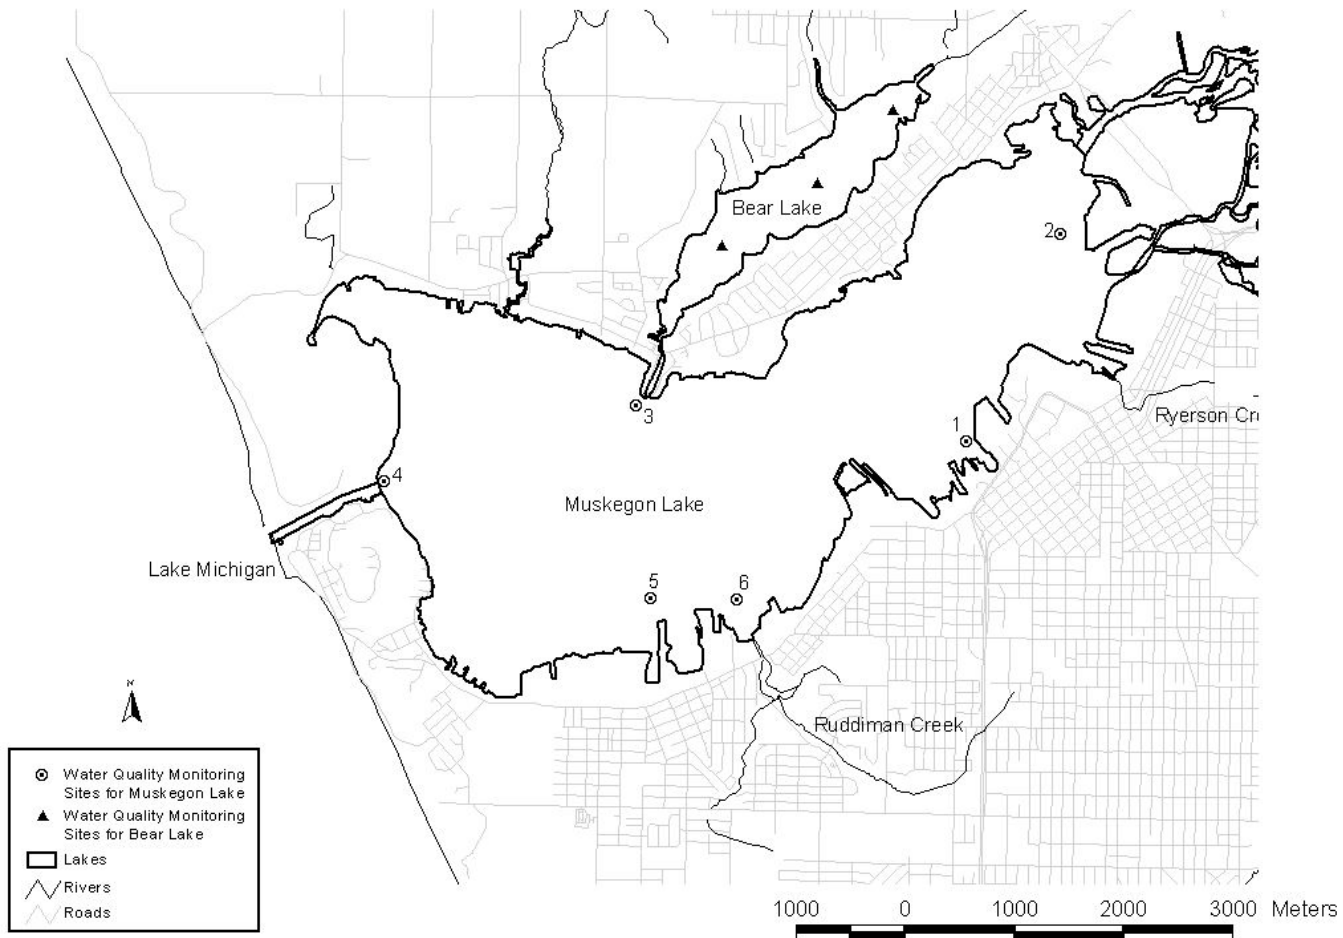 Bear Lake
2
3
1
Ryerson Cr
4
Muskegon Lake
Lake Michigan
5
6
N
Ruddiman Creek
Water Quality Monitoring
Sites for Muskegon Lake
Water Quality Monitoring
Sites for Bear Lake
Lakes
Rivers
Roads
1000 0 1000 2000 3000 Meters